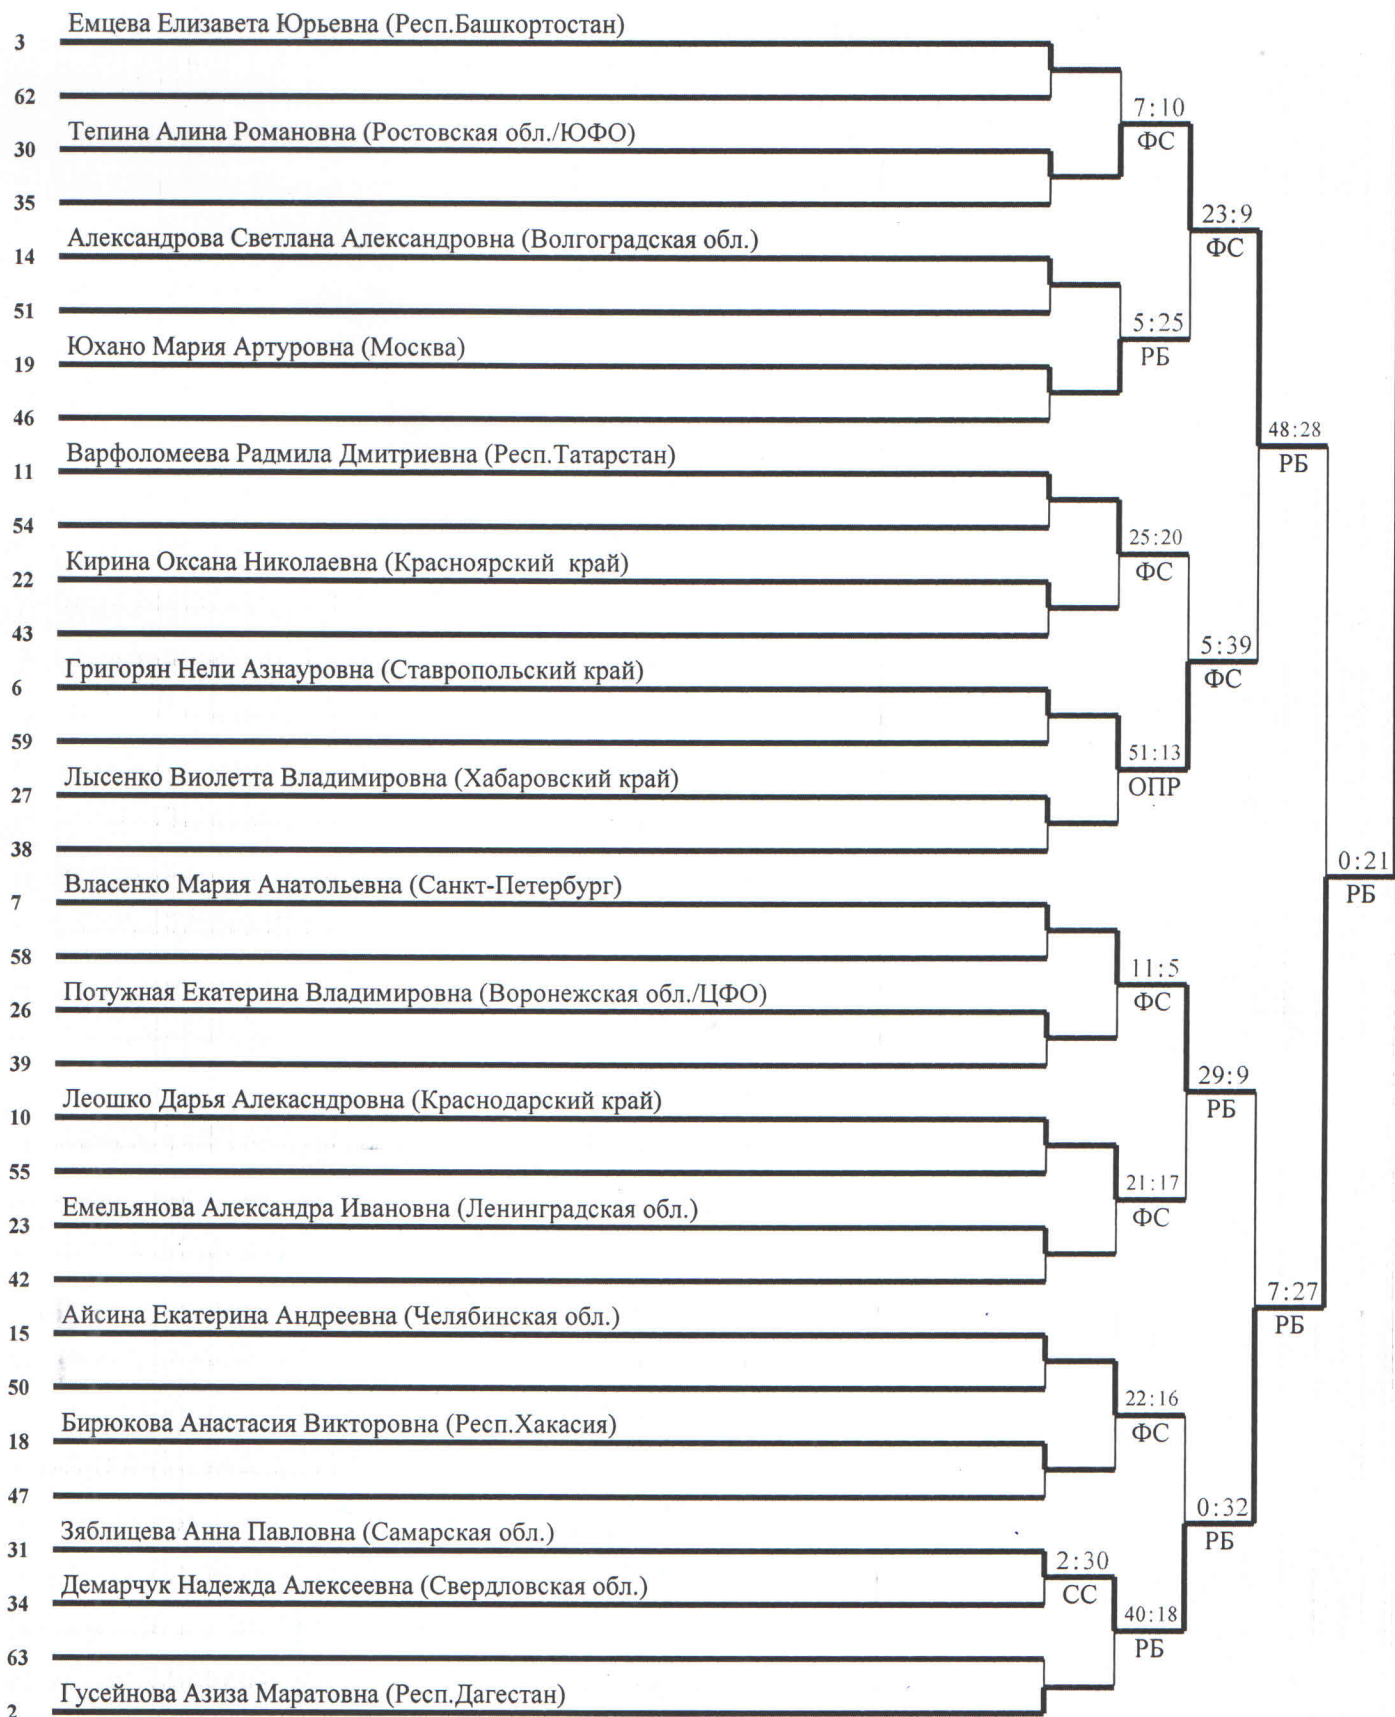 Емцева Елизавета Юрьевна (Респ.Башкортостан)
3
62
7:10
Тепина Алина Романовна (Ростовская обл./ЮФО)
ФС
30
35
23:9
Александрова Светлана Александровна (Волгоградская обл.)
ФС
14
51
5:25
Юхано Мария Артуровна (Москва)
РБ
19
46
48:28
Варфоломеева Радмила Дмитриевна (Респ.Татарстан)
РБ
11
54
25:20
Кирина Оксана Николаевна (Красноярский край)
ФС
22
43
5:39
Григорян Нели Азнауровна (Ставропольский край)
ФС
6
59
51:13
Лысенко Виолетта Владимировна (Хабаровский край)
ОПР
27
38
0:21
Власенко Мария Анатольевна (Санкт-Петербург)
РБ
7
58
11:5
Потужная Екатерина Владимировна (Воронежская обл./ЦФО)
ФС
26
39
29:9
Леошко Дарья Алекасндровна (Краснодарский край)
РБ
10
55
21:17
Емельянова Александра Ивановна (Ленинградская обл.)
ФС
23
42
7:27
Айсина Екатерина Андреевна (Челябинская обл.)
РБ
15
50
22:16
Бирюкова Анастасия Викторовна (Респ.Хакасия)
ФС
18
47
0:32
Зяблицева Анна Павловна (Самарская обл.)
РБ
31
2:30
Демарчук Надежда Алексеевна (Свердловская обл.)
СС
34
40:18
РБ
63
Гусейнова Азиза Маратовна (Респ.Дагестан)
2